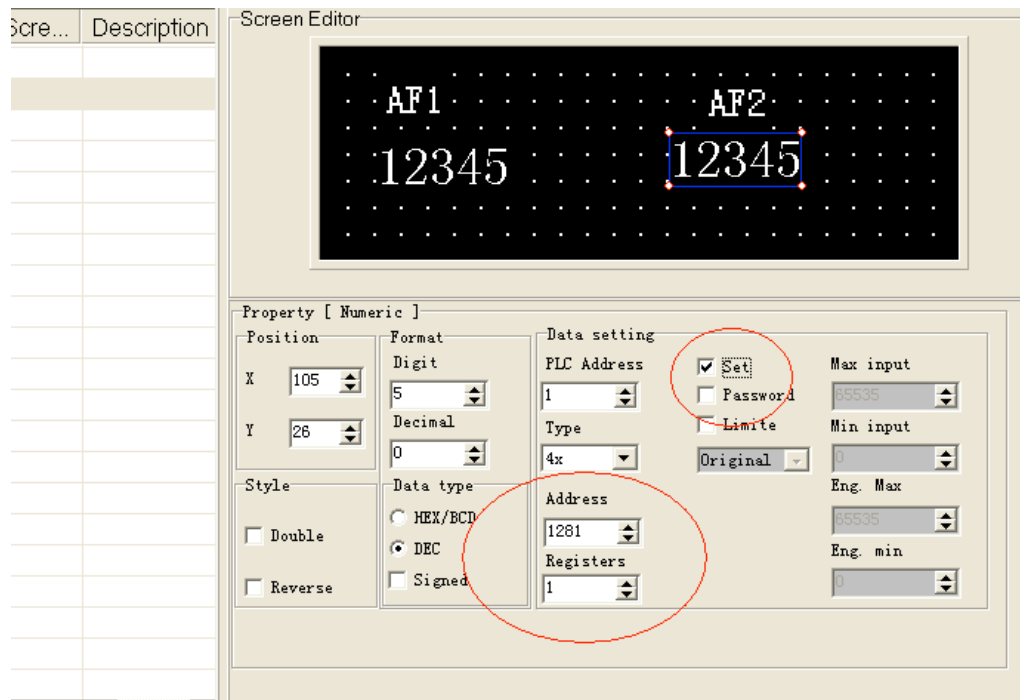 Scre... Description
Screen Editor
AF1 AF2
12345 12345
Property [ Numeric ]
Position
X 105
Y 26
Format
Digit
5
Decimal
0
Style
Double
Reverse
Data type
HEX/BCD
DEC
Signed
Data setting
PLC Address
1
Type
4x
Address
1281
Registers
1
Set
Password
Limite
Original
Max input
65535
Min input
0
Eng. Max
65535
Eng. min
0